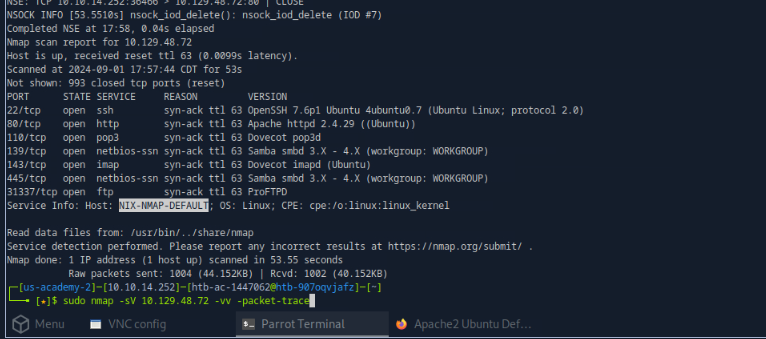 NSE: TCP 10.10.14.252:36466 > 10.129.48.72:80 | CLOSE
NSOCK INFO [53.5510s] nsock_iod_delete(): nsock_iod_delete (IOD #7)
Completed NSE at 17:58, 0.04s elapsed
Nmap scan report for 10.129.48.72
Host is up, received reset ttl 63 (0.0099s latency).
Scanned at 2024-09-01 17:57:44 CDT for 53s
Not shown: 993 closed tcp ports (reset)
PORT      STATE SERVICE     REASON         VERSION
22/tcp    open  ssh         syn-ack ttl 63 OpenSSH 7.6p1 Ubuntu 4ubuntu0.7 (Ubuntu Linux; protocol 2.0)
80/tcp    open  http        syn-ack ttl 63 Apache httpd 2.4.29 ((Ubuntu))
110/tcp   open  pop3        syn-ack ttl 63 Dovecot pop3d
139/tcp   open  netbios-ssn syn-ack ttl 63 Samba smbd 3.X - 4.X (workgroup: WORKGROUP)
143/tcp   open  imap        syn-ack ttl 63 Dovecot imapd (Ubuntu)
445/tcp   open  netbios-ssn syn-ack ttl 63 Samba smbd 3.X - 4.X (workgroup: WORKGROUP)
31337/tcp open  ftp         syn-ack ttl 63 ProFTPD
Service Info: Host: NIX-NMAP-DEFAULT; OS: Linux; CPE: cpe:/o:linux:linux_kernel
Read data files from: /usr/bin/../share/nmap
Service detection performed. Please report any incorrect results at https://nmap.org/submit/ .
Nmap done: 1 IP address (1 host up) scanned in 53.55 seconds
Raw packets sent: 1004 (44.152KB) | Rcvd: 1002 (40.152KB)
[us-academy-2]─[10.10.14.252]─[htb-ac-1447062@htb-907oqvjafz]─[~]
[★]$ sudo nmap -sV 10.129.48.72 -vv -packet-trace
Menu VNC config Parrot Terminal Apache2 Ubuntu Def...